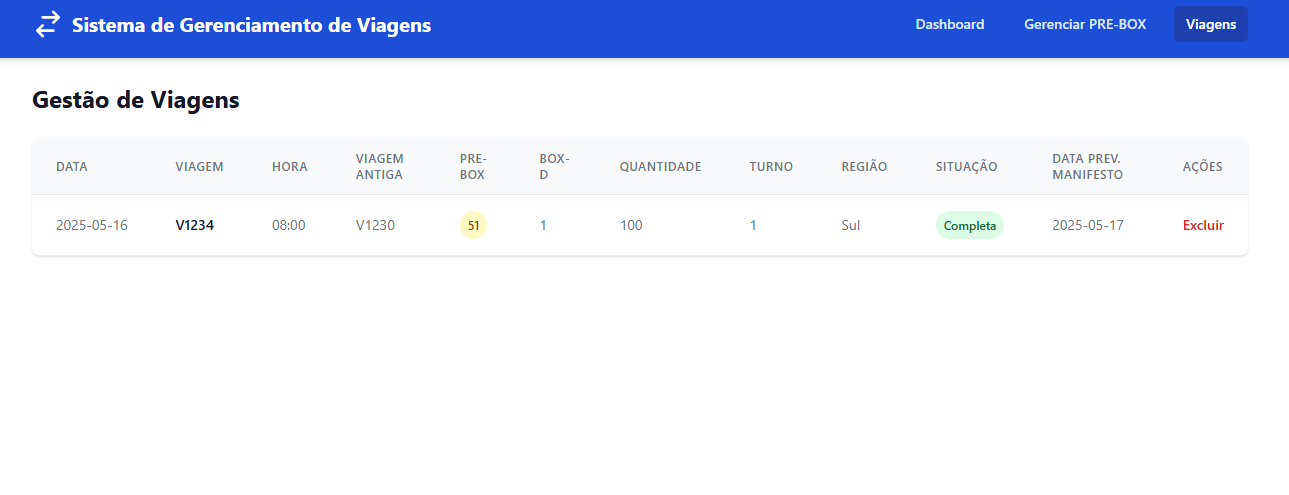 Sistema de Gerenciamento de Viagens
Dashboard
Gerenciar PRE-BOX
Viagens
Gestão de Viagens
DATA
VIAGEM
HORA
VIAGEM
ANTIGA
PRE-
BOX
BOX-
D
QUANTIDADE
TURNO
REGIÃO
SITUAÇÃO
DATA PREV.
MANIFESTO
AÇÕES
2025-05-16
V1234
08:00
V1230
51
1
100
1
Sul
Completa
2025-05-17
Excluir